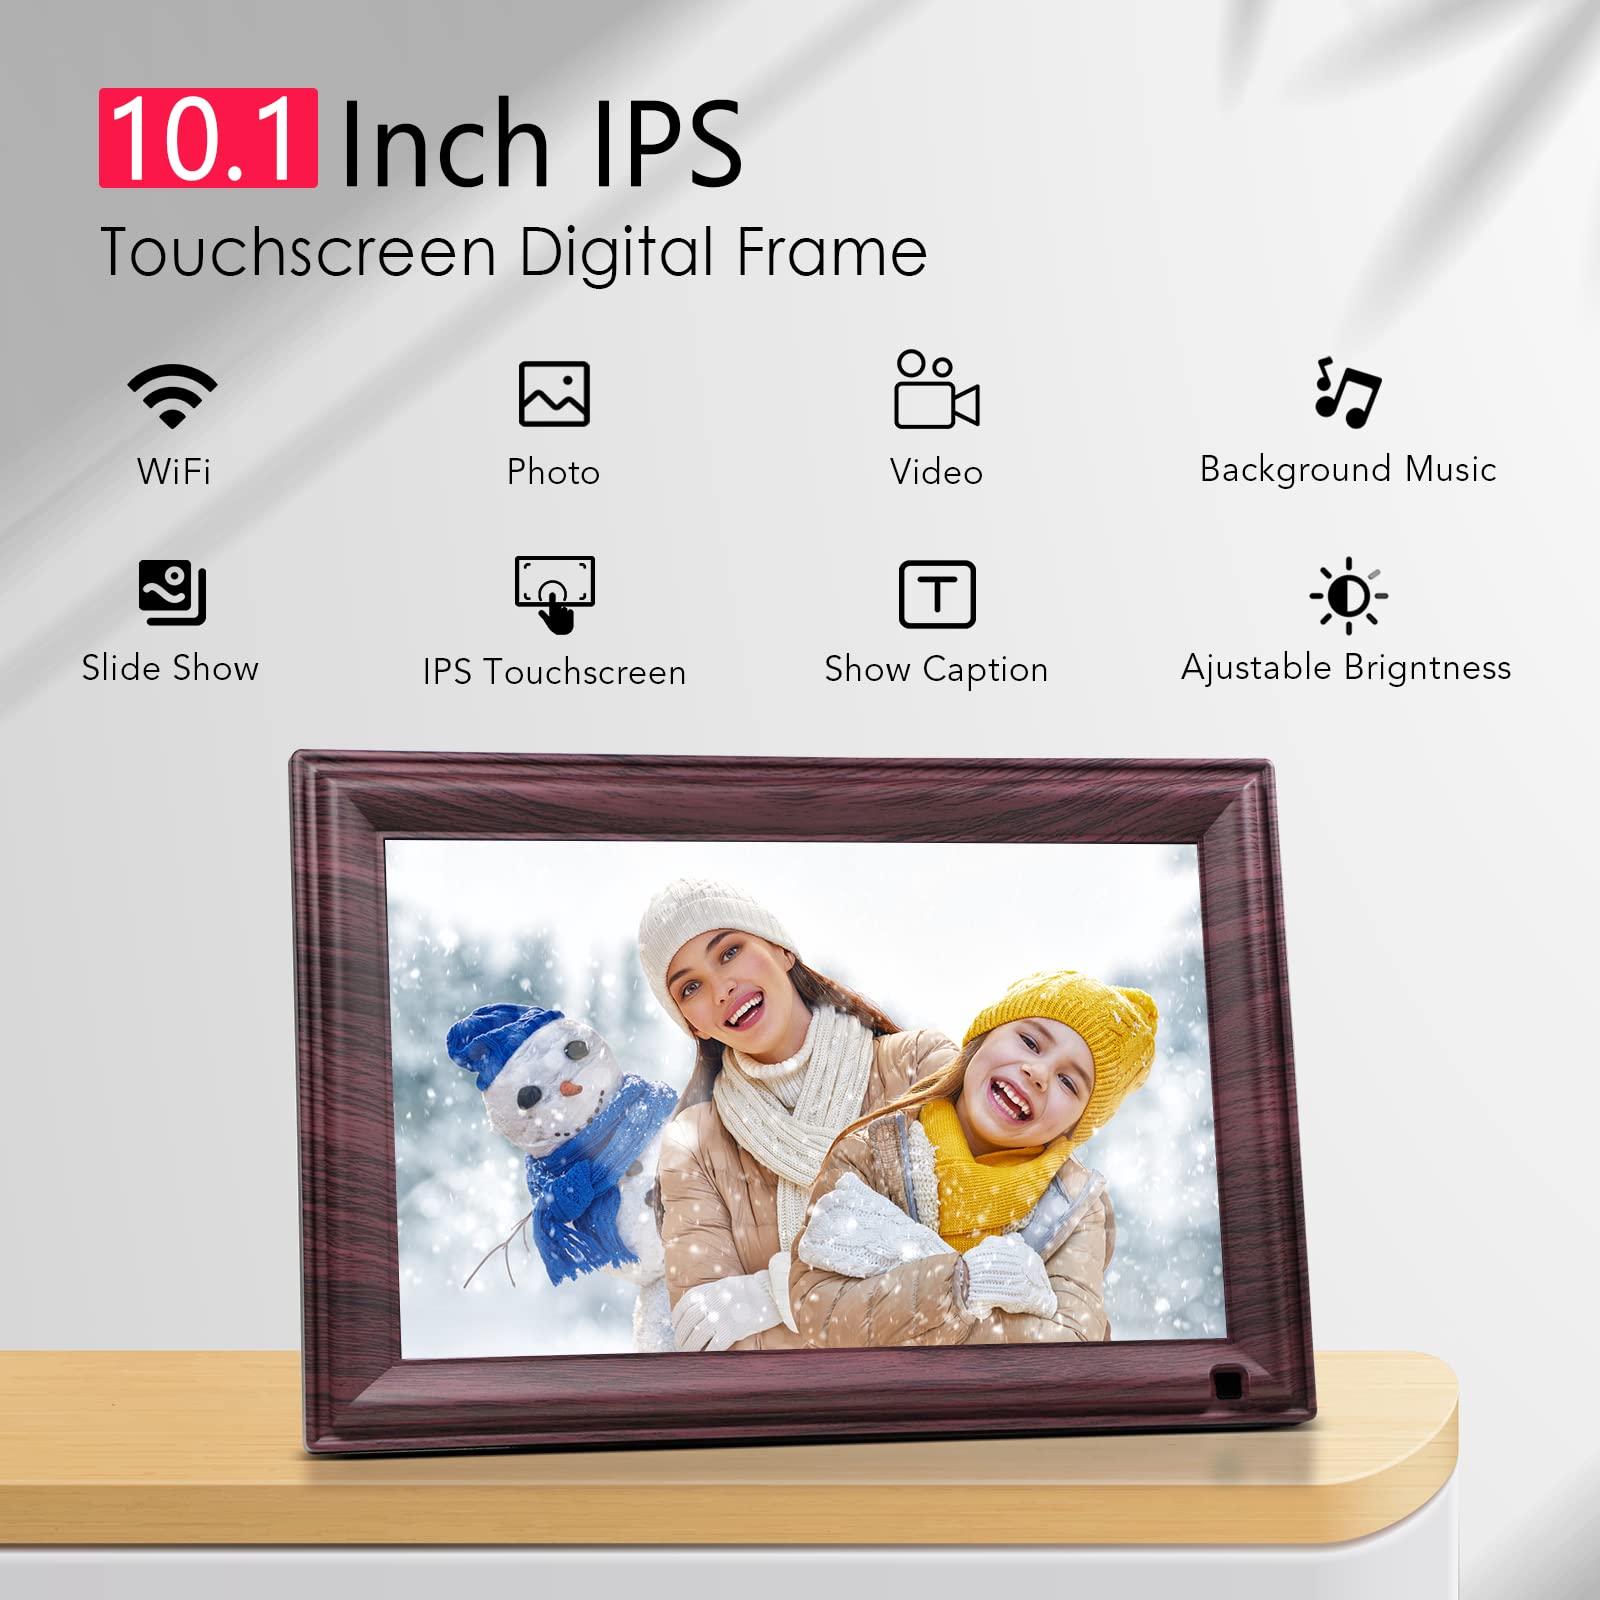 10.1 Inch IPS
Touchscreen Digital Frame
WiFi
Photo
Video
Background Music
Slide Show
T
IPS Touchscreen
Show Caption
Ajustable Brigntness